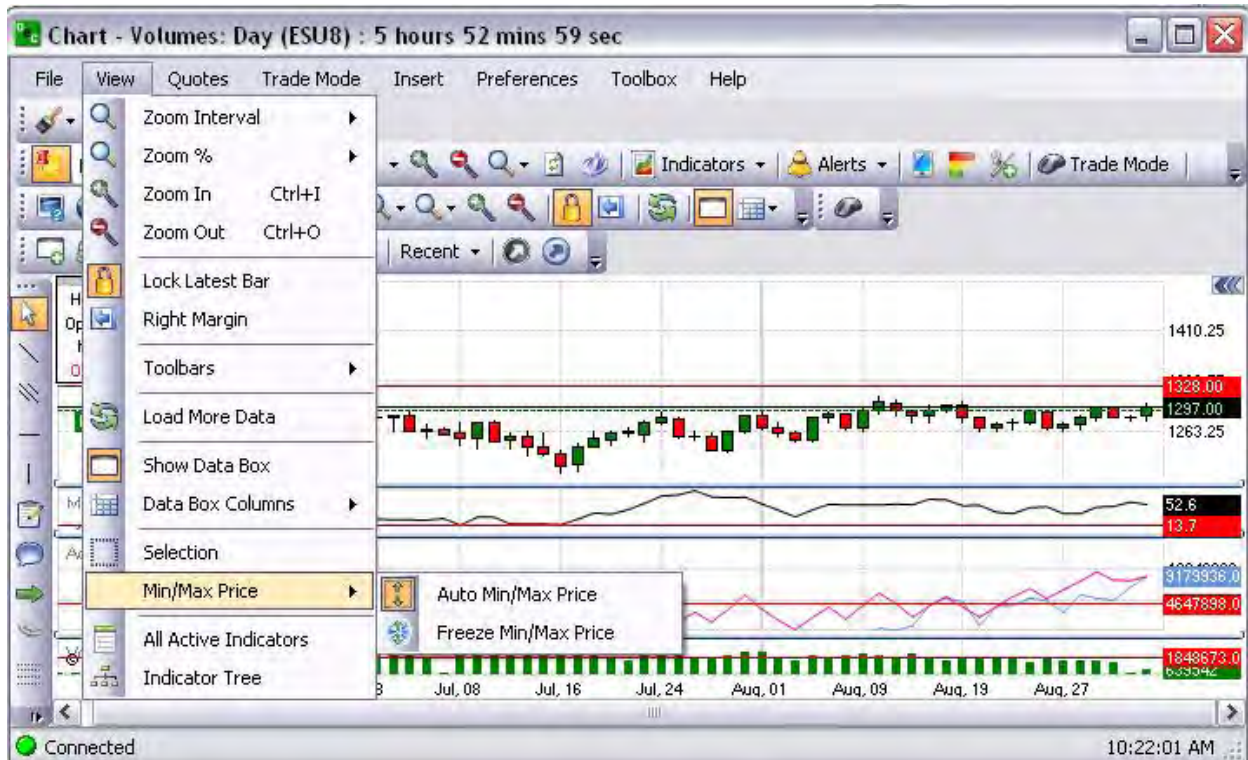 Chart - Volumes: Day (ESU8) : 5 hours 52 mins 59 sec
File View Quotes Trade Mode Insert Preferences Toolbox Help
Zoom Interval
Zoom %
Indicators Alerts Trade Mode
Zoom In Ctrl+I
Zoom Out Ctrl+O
Recent
Lock Latest Bar
Right Margin
Toolbars
Load More Data
Show Data Box
Data Box Columns
Selection
Min/Max Price
Auto Min/Max Price
Freeze Min/Max Price
All Active Indicators
Indicator Tree
1410.25
1328.00
1297.00
1263.25
52.6
13.7
9179936.0
4647898.0
1848673.0
Jul, 08 Jul, 16 Jul, 24 Aug, 01 Aug, 09 Aug, 19 Aug, 27
Connected 10:22:01 AM